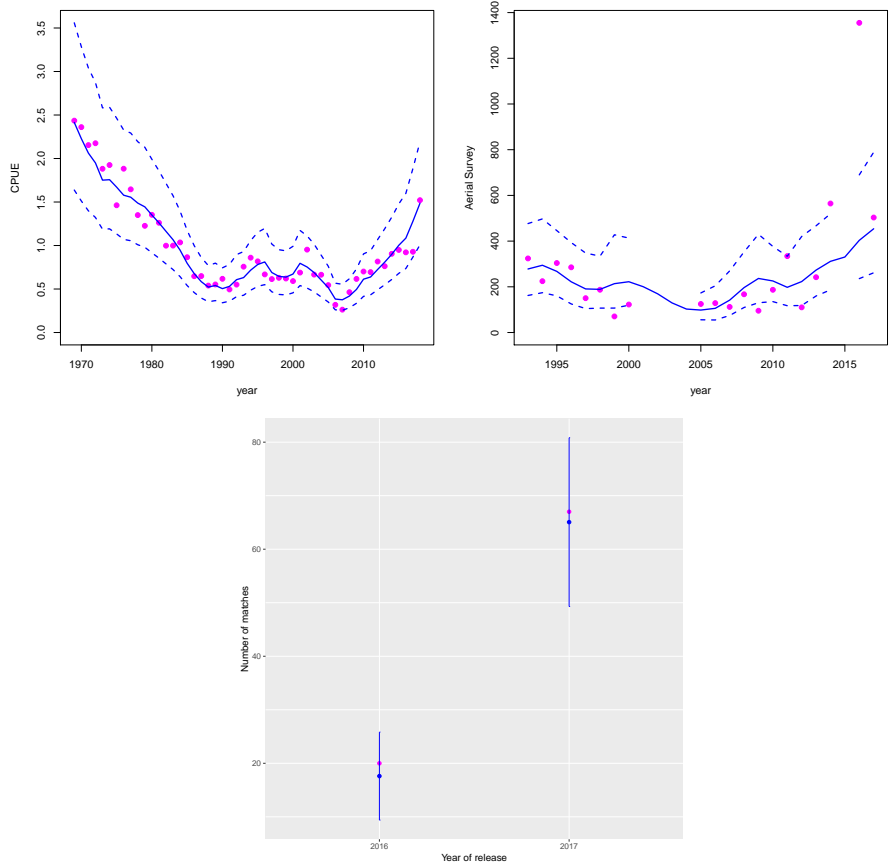 3.5
3.0
2.5
2.0
1.5
1.0
0.5
0.0
CPUE
1970 1980 1990 2000 2010
year
1400
1200
1000
800
600
400
200
0
Aerial Survey
1995 2000 2005 2010 2015
year
80
60
40
20
Number of matches
2016 2017
Year of release